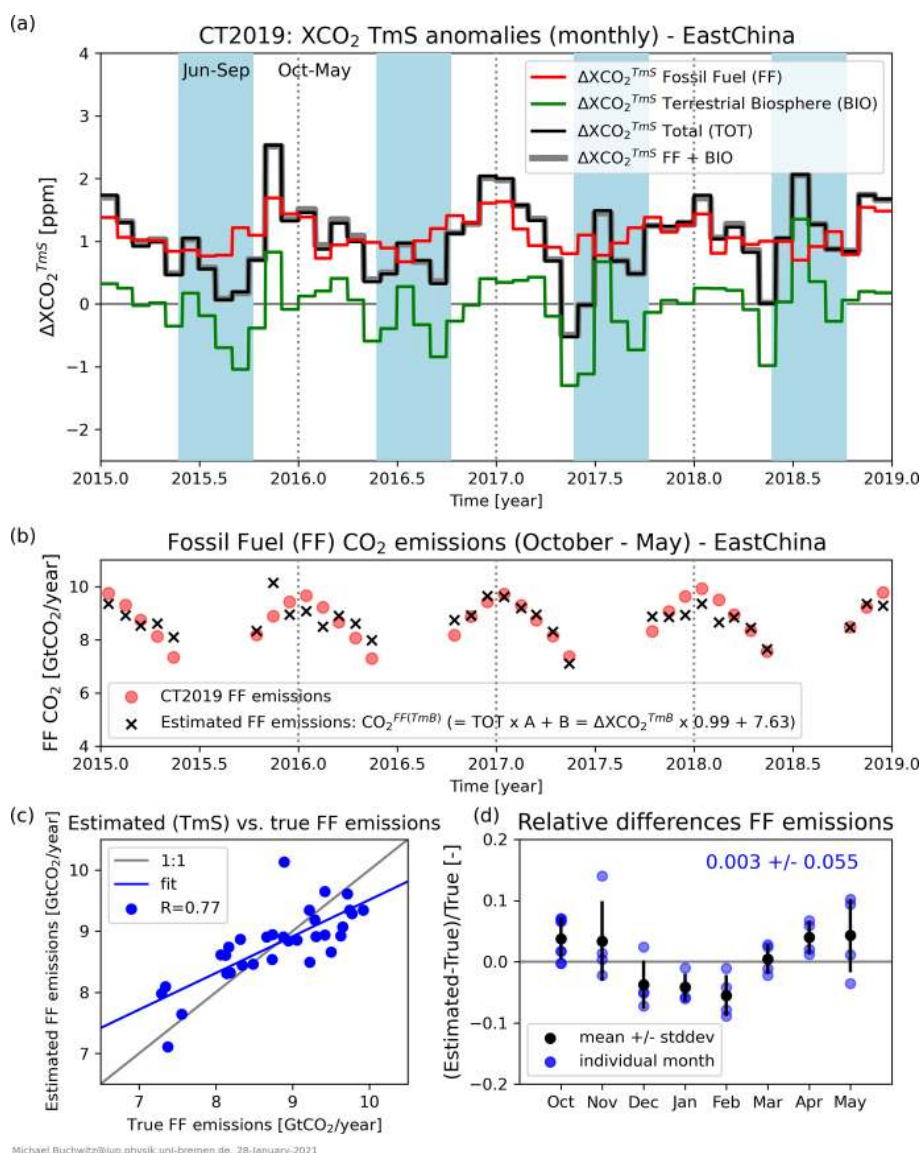 (a)
CT2019: XCO₂ TmS anomalies (monthly) - EastChina
Jun-Sep
Oct-May
ΔXCO₂^TmS Fossil Fuel (FF)
ΔXCO₂^TmS Terrestrial Biosphere (BIO)
ΔXCO₂^TmS Total (TOT)
ΔXCO₂^TmS FF + BIO
ΔXCO₂^TmS [ppm]
4
3
2
1
0
−1
−2
2015.0 2015.5 2016.0 2016.5 2017.0 2017.5 2018.0 2018.5 2019.0
Time [year]
(b)
Fossil Fuel (FF) CO₂ emissions (October - May) - EastChina
FF CO₂ [GtCO₂/year]
10
8
6
4
CT2019 FF emissions
Estimated FF emissions: CO₂^FF(TmB) (= TOT x A + B = ΔXCO₂^TmB x 0.99 + 7.63)
2015.0 2015.5 2016.0 2016.5 2017.0 2017.5 2018.0 2018.5 2019.0
Time [year]
(c)
Estimated (TmS) vs. true FF emissions
Estimated FF emissions [GtCO₂/year]
10
9
8
7
1:1
fit
R=0.77
7 8 9 10
True FF emissions [GtCO₂/year]
(d)
Relative differences FF emissions
(Estimated-True)/True [-]
0.2
0.1
0.0
−0.1
−0.2
0.003 +/- 0.055
mean +/- stddev
individual month
Oct Nov Dec Jan Feb Mar Apr May
Michael.Buchwitz@iup.physik.uni-bremen.de, 28-January-2021